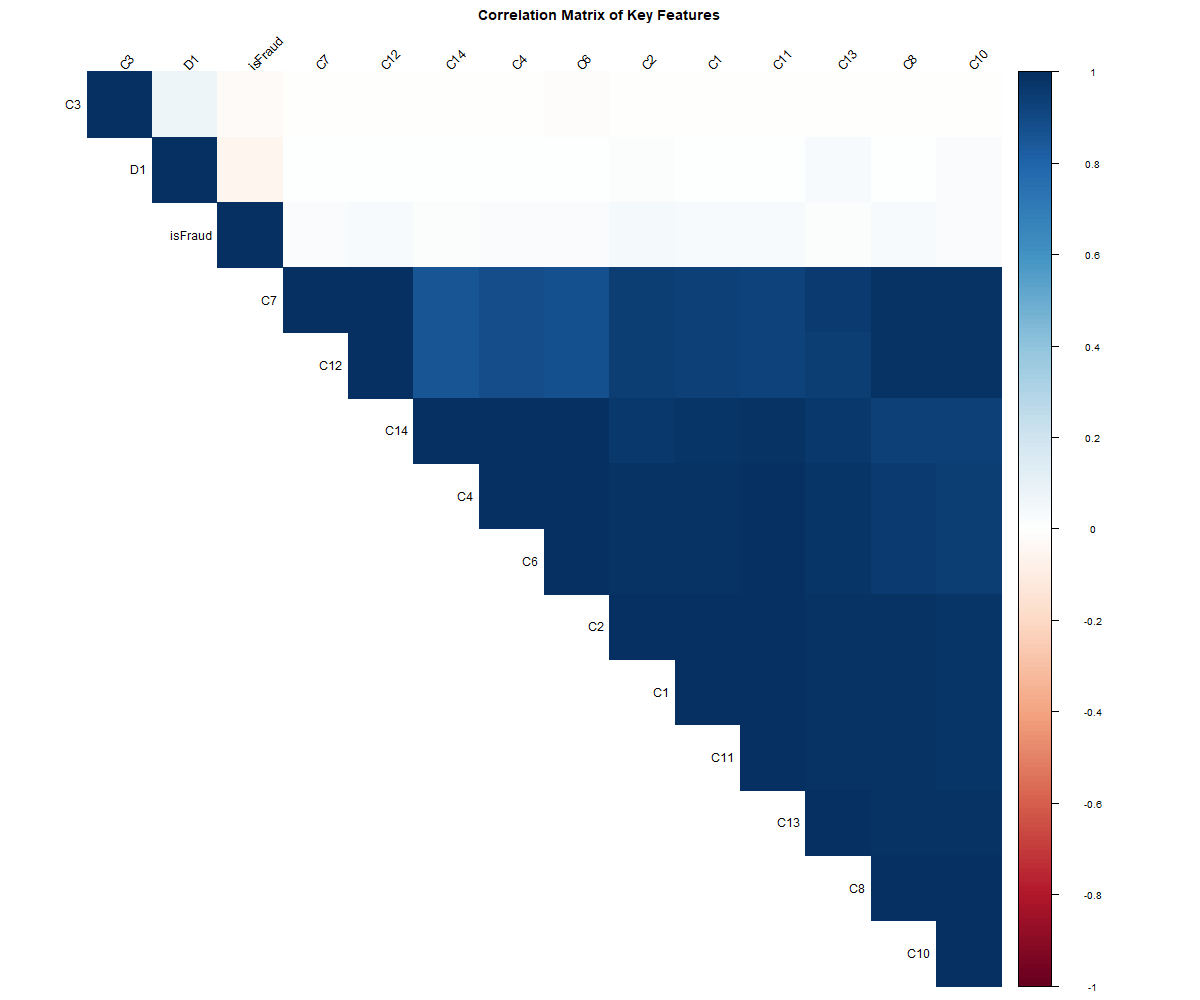 Correlation Matrix of Key Features
C3 D1 isFraud C7 C12 C14 C4 C6 C2 C1 C11 C13 C8 C10
C3
D1
isFraud
C7
C12
C14
C4
C6
C2
C1
C11
C13
C8
C10
1
0.8
0.6
0.4
0.2
0
-0.2
-0.4
-0.6
-0.8
-1